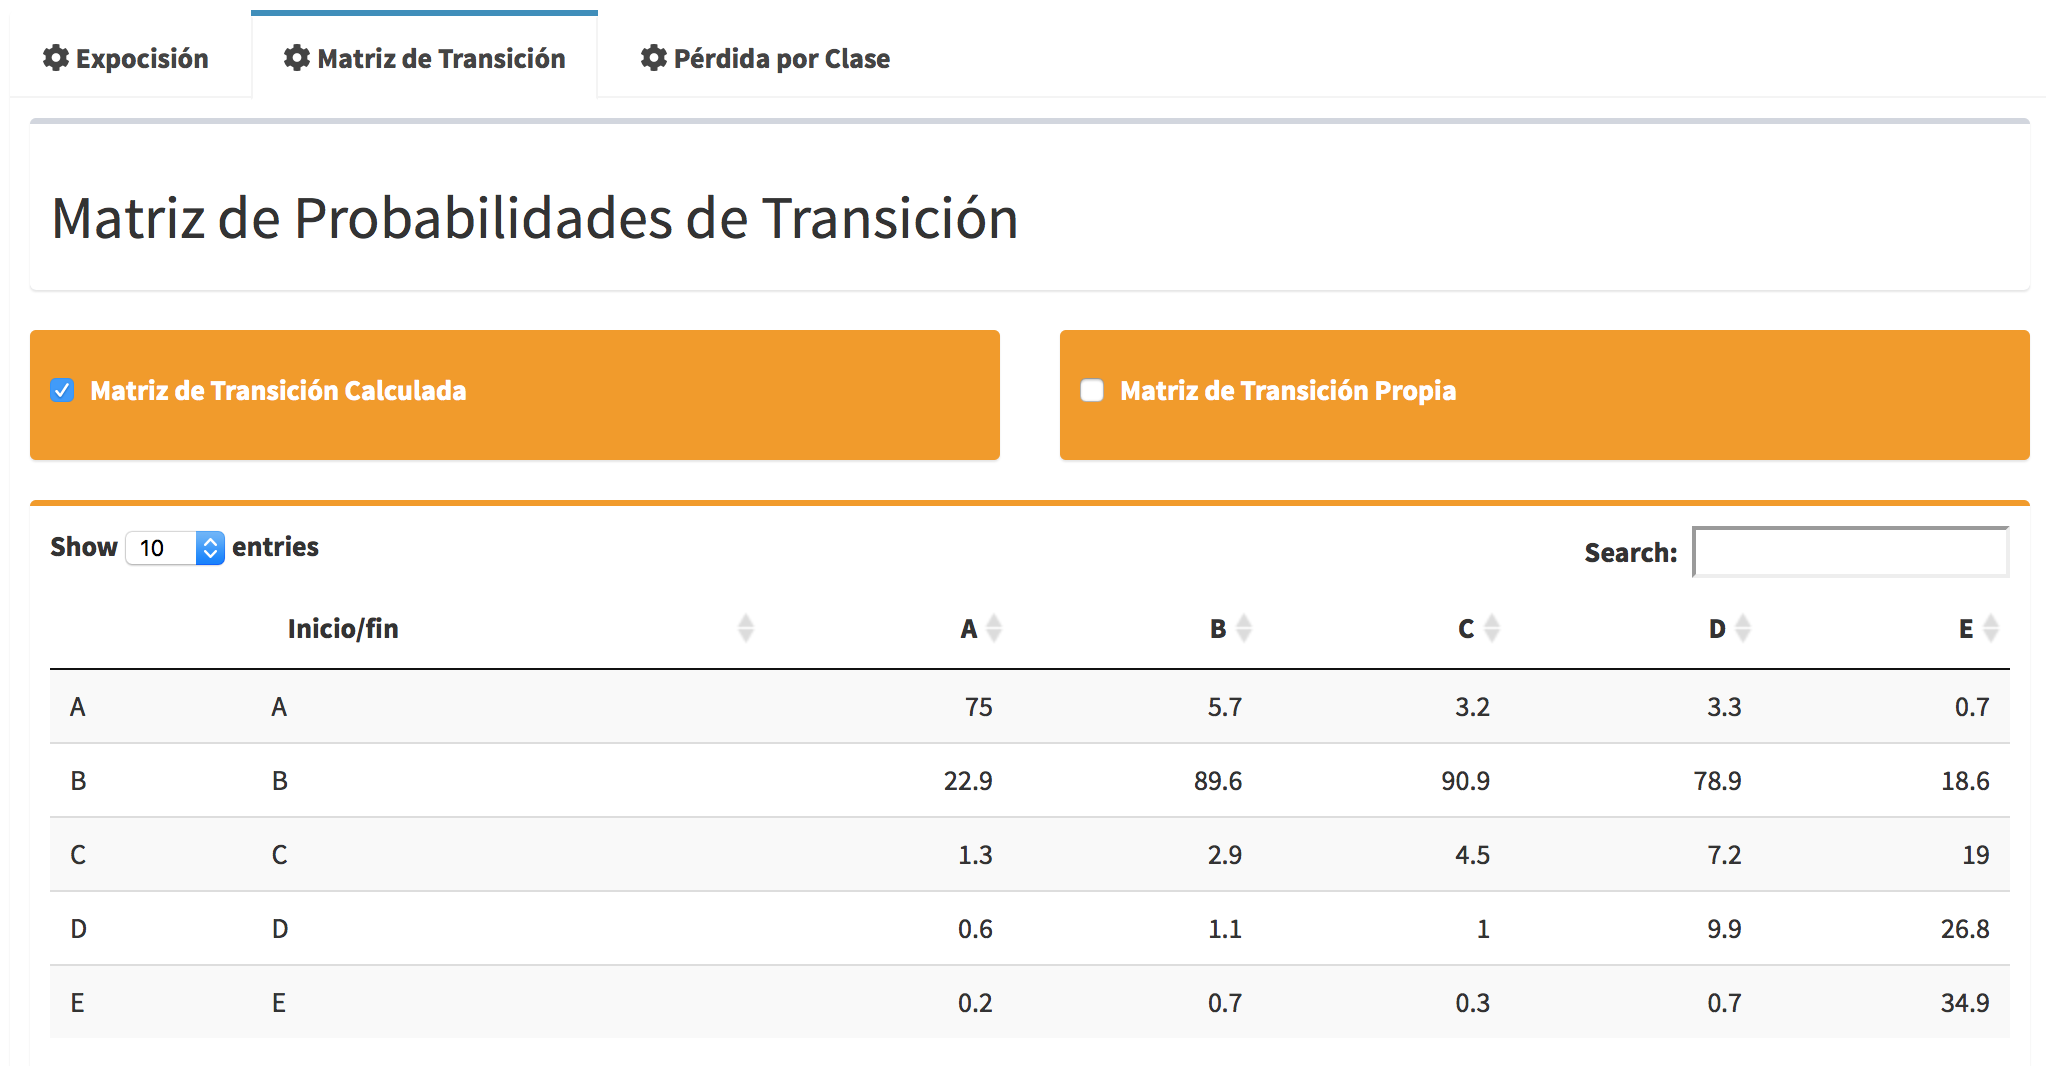 Expocisión Matriz de Transición Pérdida por Clase
Matriz de Probabilidades de Transición
Matriz de Transición Calculada Matriz de Transición Propia
Show 10 entries Search:
Inicio/fin A B C D E
A A 75 5.7 3.2 3.3 0.7
B B 22.9 89.6 90.9 78.9 18.6
C C 1.3 2.9 4.5 7.2 19
D D 0.6 1.1 1 9.9 26.8
E E 0.2 0.7 0.3 0.7 34.9